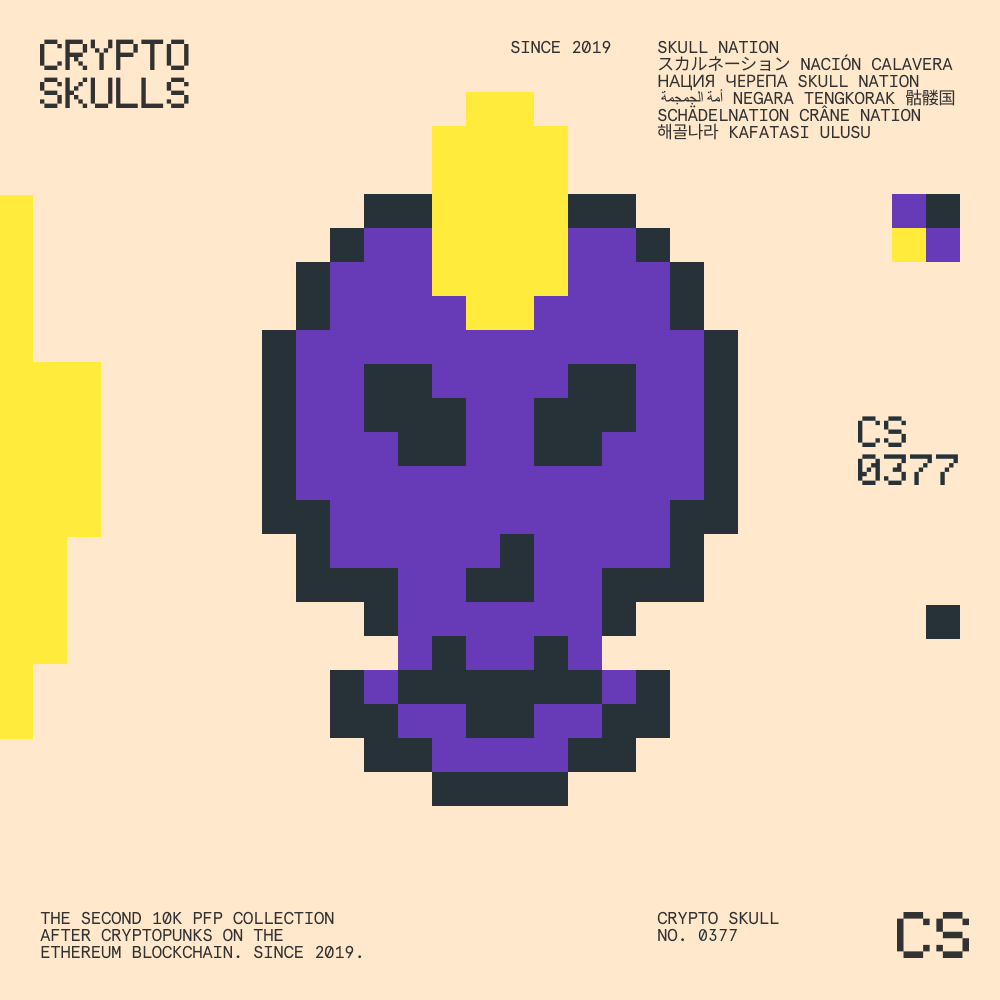 CRYPTO
SKULLS
SINCE 2019
SKULL NATION
スカルネーション NACIÓN CALAVERA
НАЦИЯ ЧЕРЕПА SKULL NATION
أمة الجمجمة NEGARA TENGKORAK 骷髅国
SCHÄDELNATION CRÂNE NATION
해골나라 KAFATASI ULUSU
CS
0377
THE SECOND 10K PFP COLLECTION
AFTER CRYPTOPUNKS ON THE
ETHEREUM BLOCKCHAIN. SINCE 2019.
CRYPTO SKULL
NO. 0377
CS